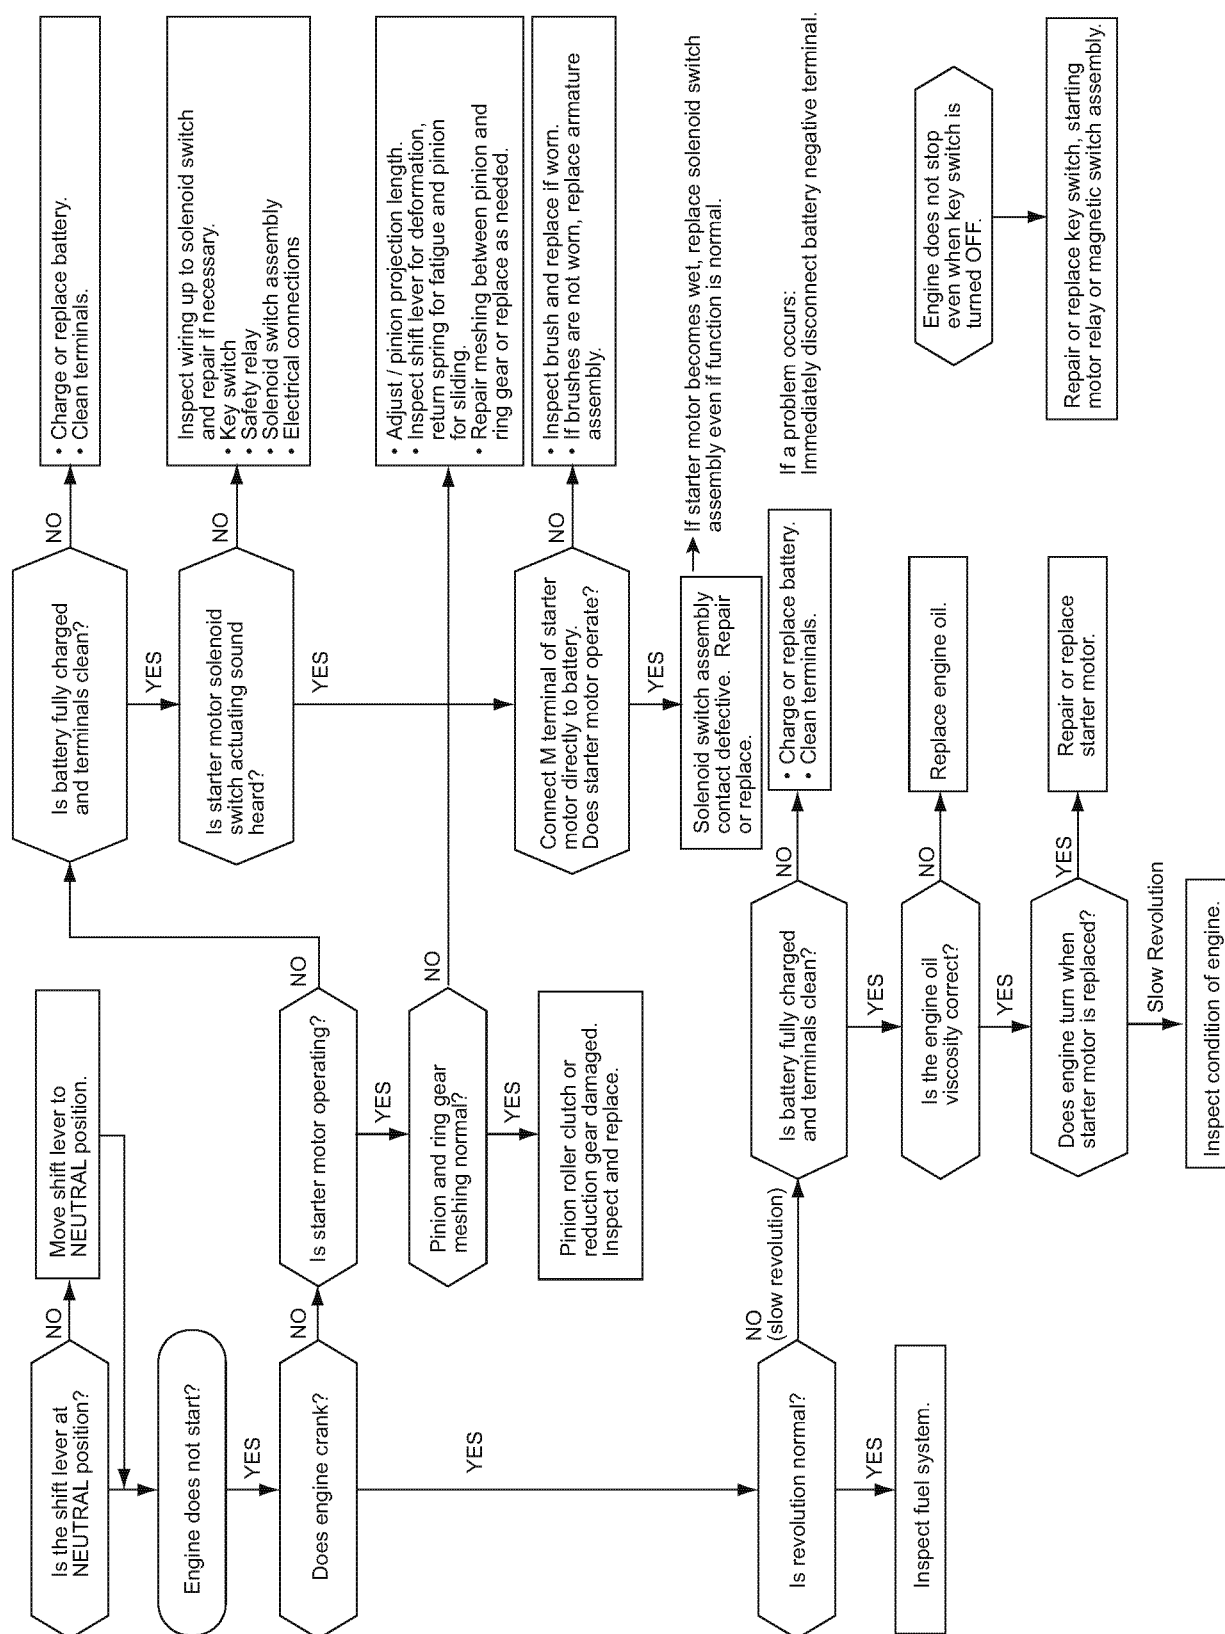 Is the shift lever at
NEUTRAL position?
NO
Move shift lever to
NEUTRAL position.
Engine does not start?
YES
Does engine crank?
NO
Is starter motor operating?
NO
Is battery fully charged
and terminals clean?
NO
• Charge or replace battery.
• Clean terminals.
YES
Is starter motor solenoid
switch actuating sound
heard?
NO
Inspect wiring up to solenoid switch
and repair if necessary.
• Key switch
• Safety relay
• Solenoid switch assembly
• Electrical connections
YES
YES
Pinion and ring gear
meshing normal?
NO
• Adjust / pinion projection length.
• Inspect shift lever for deformation,
return spring for fatigue and pinion
for sliding.
• Repair meshing between pinion and
ring gear or replace as needed.
YES
Pinion roller clutch or
reduction gear damaged.
Inspect and replace.
Connect M terminal of starter
motor directly to battery.
Does starter motor operate?
NO
• Inspect brush and replace if worn.
• If brushes are not worn, replace armature
assembly.
YES
Solenoid switch assembly
contact defective. Repair
or replace.
If starter motor becomes wet, replace solenoid switch
assembly even if function is normal.
YES
Is revolution normal?
NO
(slow revolution)
Is battery fully charged
and terminals clean?
NO
• Charge or replace battery.
• Clean terminals.
If a problem occurs:
Immediately disconnect battery negative terminal.
YES
Inspect fuel system.
YES
Is the engine oil
viscosity correct?
NO
Replace engine oil.
YES
Does engine turn when
starter motor is replaced?
YES
Repair or replace
starter motor.
Slow Revolution
Inspect condition of engine.
Engine does not stop
even when key switch is
turned OFF.
Repair or replace key switch, starting
motor relay or magnetic switch assembly.